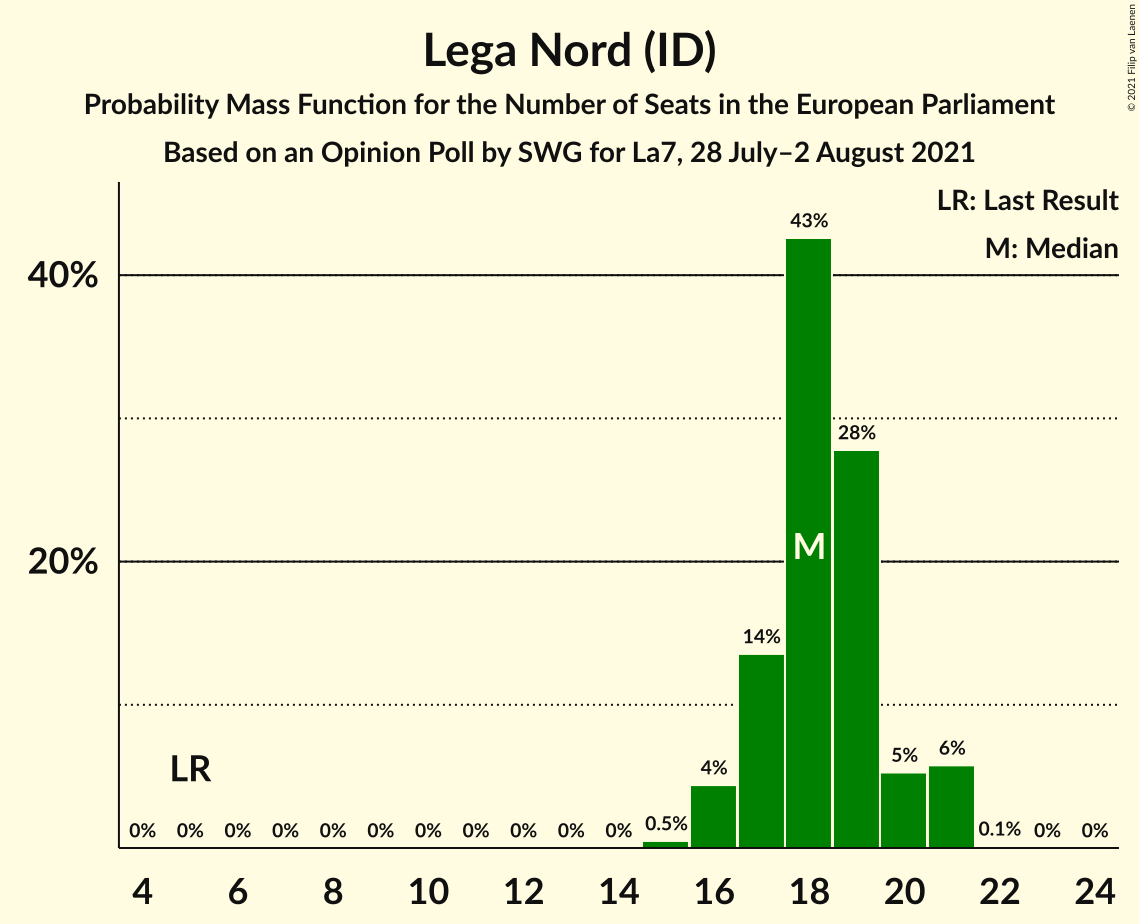 Lega Nord (ID)
Probability Mass Function for the Number of Seats in the European Parliament
Based on an Opinion Poll by SWG for La7, 28 July–2 August 2021
© 2021 Filip van Laenen
LR: Last Result
M: Median
40%
20%
43%
28%
M
14%
LR
4%
5%
6%
0% 0% 0% 0% 0% 0% 0% 0% 0% 0% 0% 0.5% 0.1% 0% 0%
4 6 8 10 12 14 16 18 20 22 24